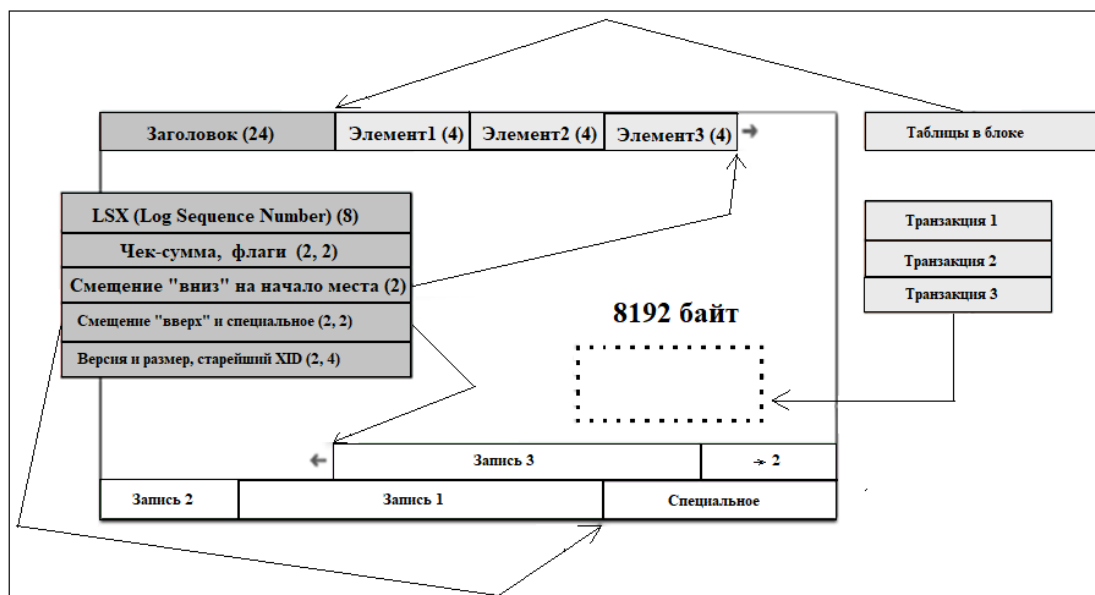 Заголовок (24) Элемент1 (4) Элемент2 (4) Элемент3 (4)
Таблицы в блоке
LSX (Log Sequence Number) (8)
Чек-сумма, флаги (2, 2)
Смещение "вниз" на начало места (2)
Смещение "вверх" и специальное (2, 2)
Версия и размер, старейший XID (2, 4)
Транзакция 1
Транзакция 2
Транзакция 3
8192 байт
Запись 3 → 2
Запись 2 Запись 1 Специальное